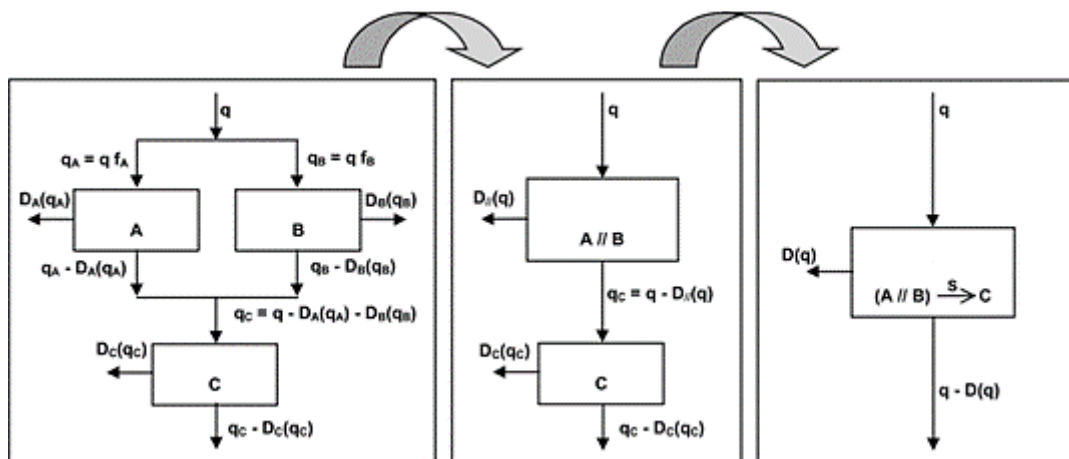 q
qA = q fA
qB = q fB
DA(qA)
DB(qB)
A
B
qA - DA(qA)
qB - DB(qB)
qC = q - DA(qA) - DB(qB)
DC(qC)
C
qC - DC(qC)
q
D//(q)
A // B
qC = q - D//(q)
DC(qC)
C
qC - DC(qC)
q
D(q)
S
(A // B) → C
q - D(q)